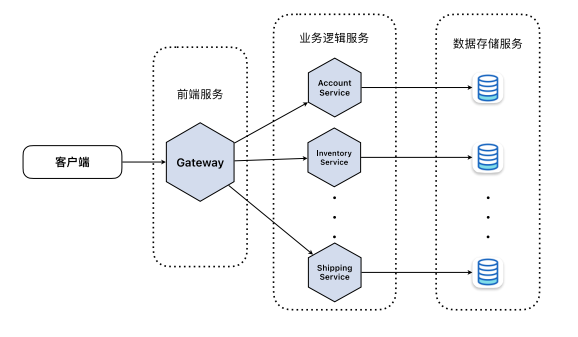 业务逻辑服务
数据存储服务
前端服务
Account
Service
客户端
Gateway
Inventory
Service
Shipping
Service